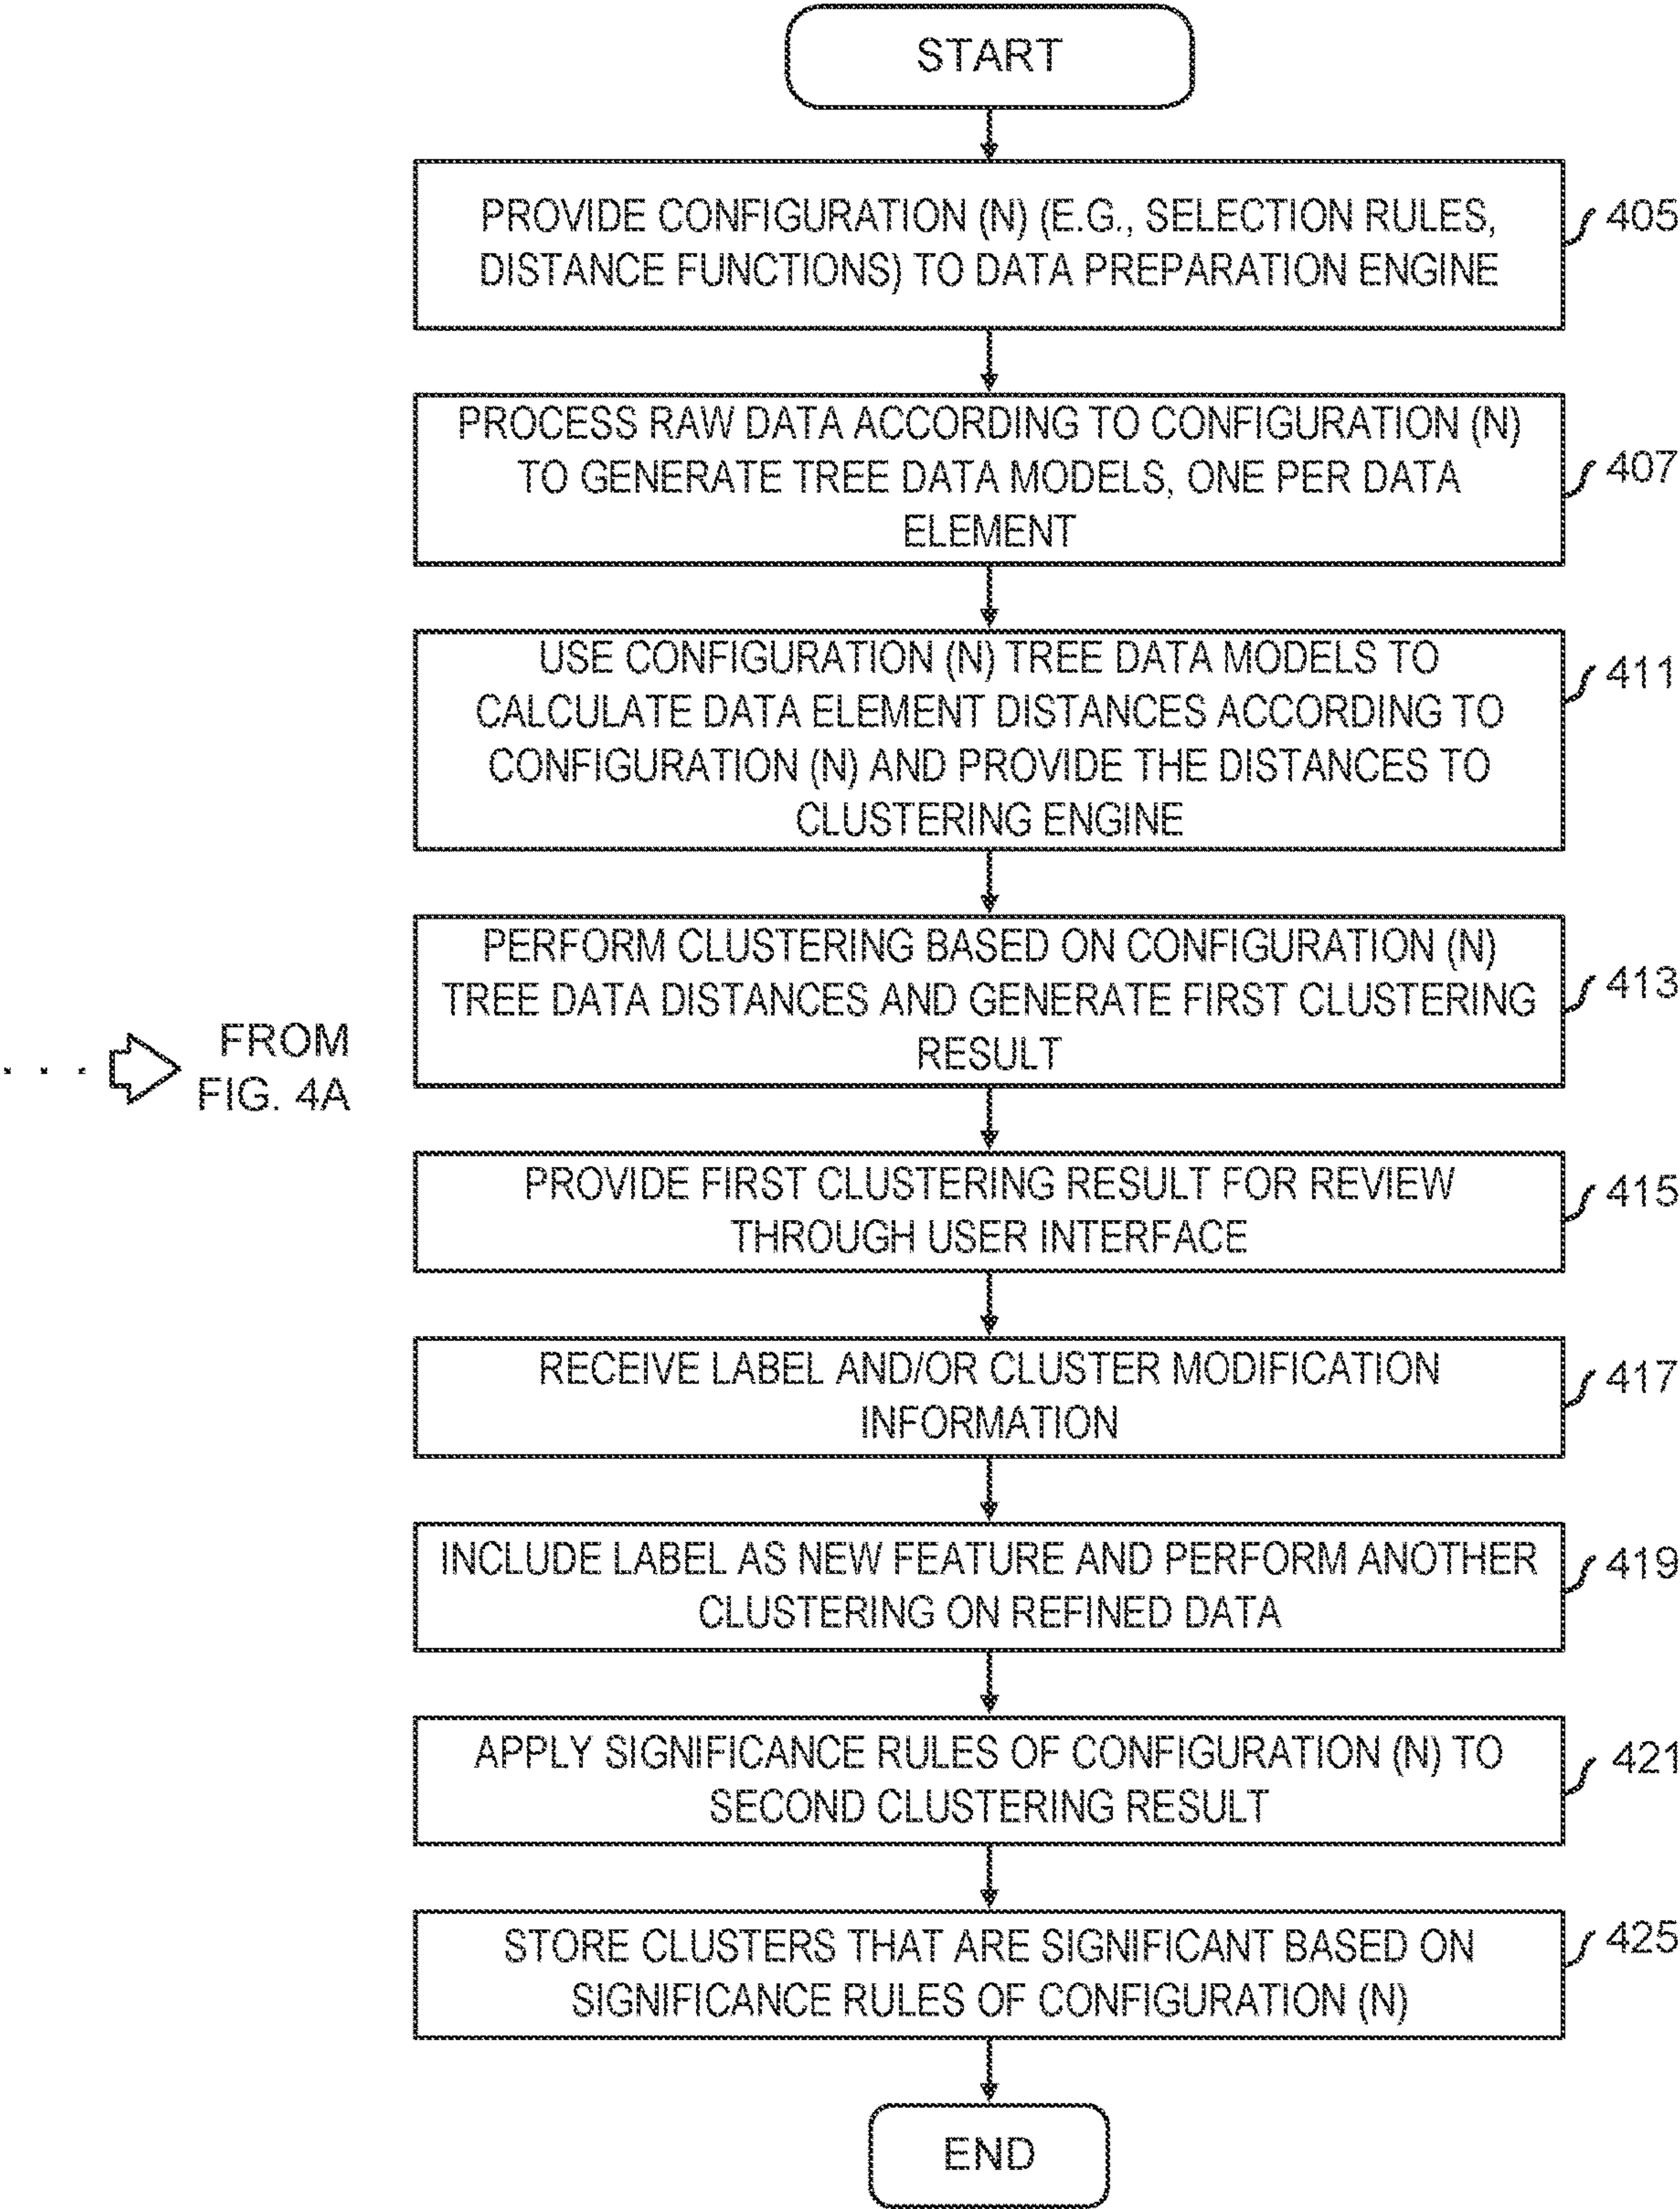 START
PROVIDE CONFIGURATION (N) (E.G., SELECTION RULES,
DISTANCE FUNCTIONS) TO DATA PREPARATION ENGINE
405
PROCESS RAW DATA ACCORDING TO CONFIGURATION (N)
TO GENERATE TREE DATA MODELS, ONE PER DATA
ELEMENT
407
USE CONFIGURATION (N) TREE DATA MODELS TO
CALCULATE DATA ELEMENT DISTANCES ACCORDING TO
CONFIGURATION (N) AND PROVIDE THE DISTANCES TO
CLUSTERING ENGINE
411
PERFORM CLUSTERING BASED ON CONFIGURATION (N)
TREE DATA DISTANCES AND GENERATE FIRST CLUSTERING
RESULT
413
. . .
FROM
FIG. 4A
PROVIDE FIRST CLUSTERING RESULT FOR REVIEW
THROUGH USER INTERFACE
415
RECEIVE LABEL AND/OR CLUSTER MODIFICATION
INFORMATION
417
INCLUDE LABEL AS NEW FEATURE AND PERFORM ANOTHER
CLUSTERING ON REFINED DATA
419
APPLY SIGNIFICANCE RULES OF CONFIGURATION (N) TO
SECOND CLUSTERING RESULT
421
STORE CLUSTERS THAT ARE SIGNIFICANT BASED ON
SIGNIFICANCE RULES OF CONFIGURATION (N)
425
END